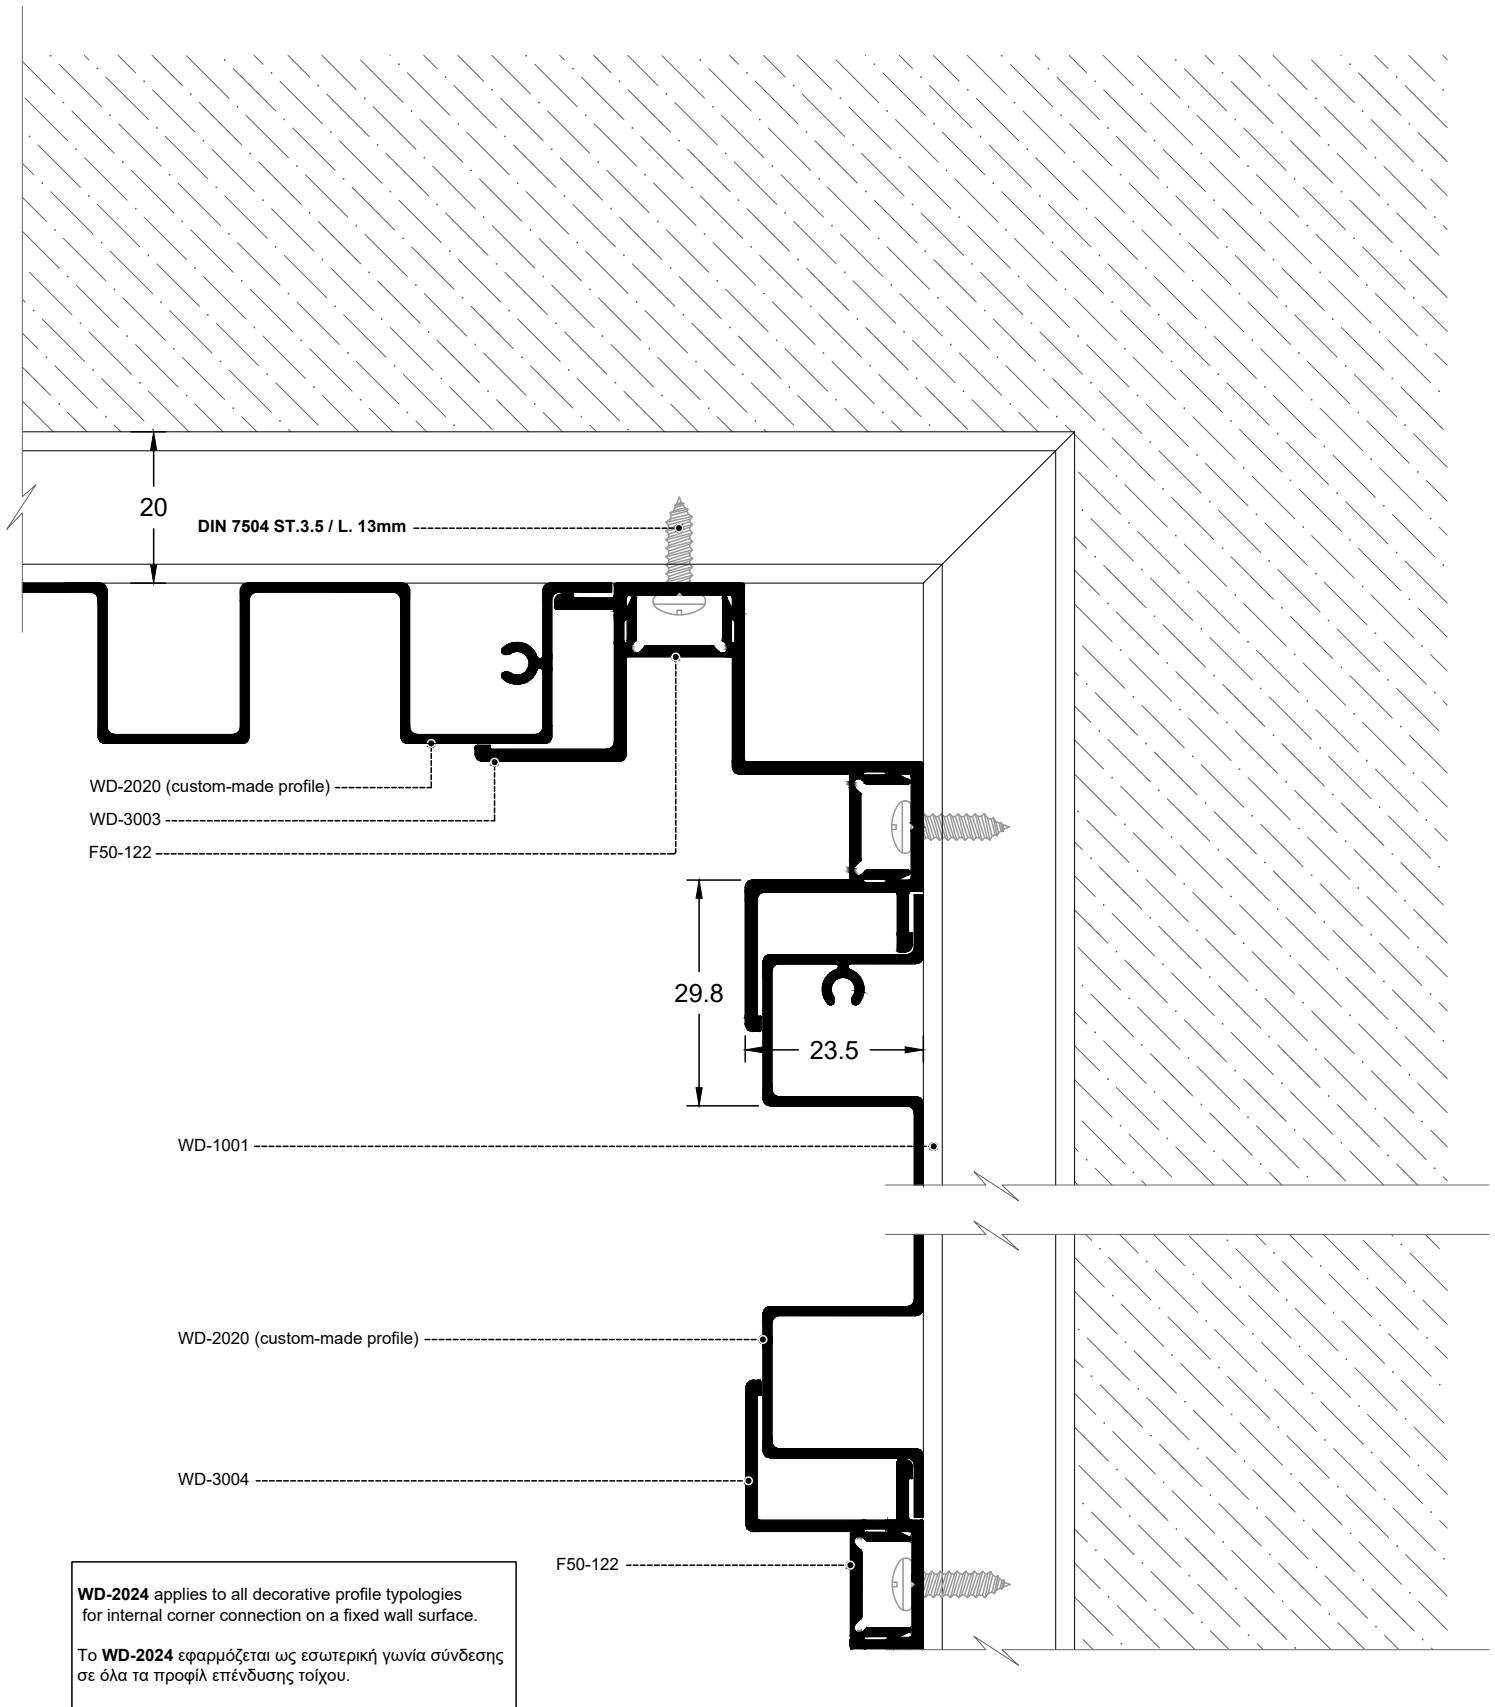 20
DIN 7504 ST.3.5 / L. 13mm
WD-2020 (custom-made profile)
WD-3003
F50-122
29.8
23.5
WD-1001
WD-2020 (custom-made profile)
WD-3004
F50-122
WD-2024 applies to all decorative profile typologies
for internal corner connection on a fixed wall surface.
Το WD-2024 εφαρμόζεται ως εσωτερική γωνία σύνδεσης
σε όλα τα προφίλ επένδυσης τοίχου.